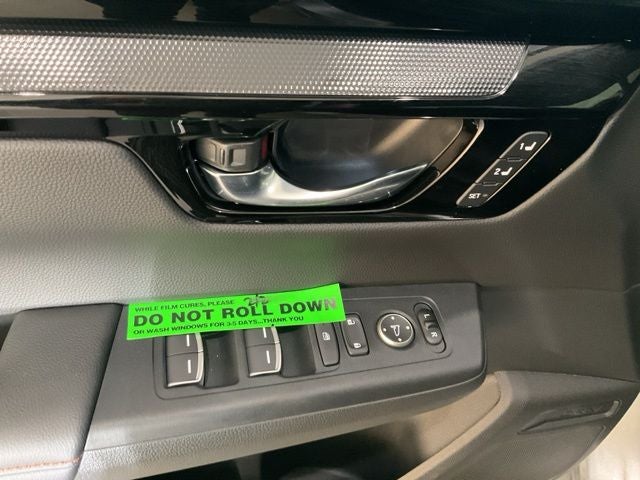 1
2
SET
WHILE FILM CURES, PLEASE
DO NOT ROLL DOWN
OR WASH WINDOWS FOR 3-5 DAYS...THANK YOU
L
R